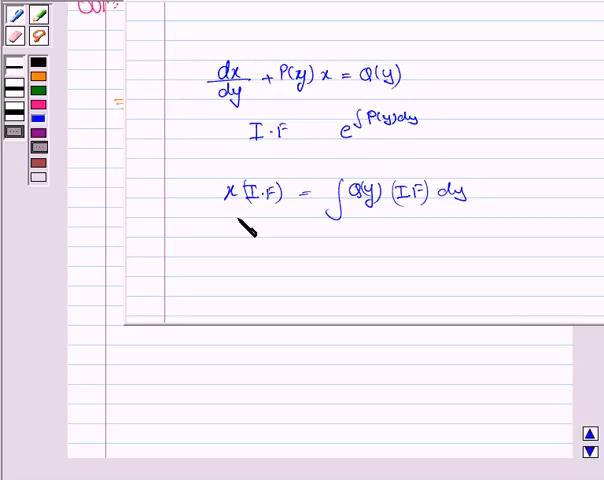 dx/dy + P(y) x = Q(y)
I.F e^∫P(y)dy
x(I.F) = ∫ Q(y) (I.F) dy